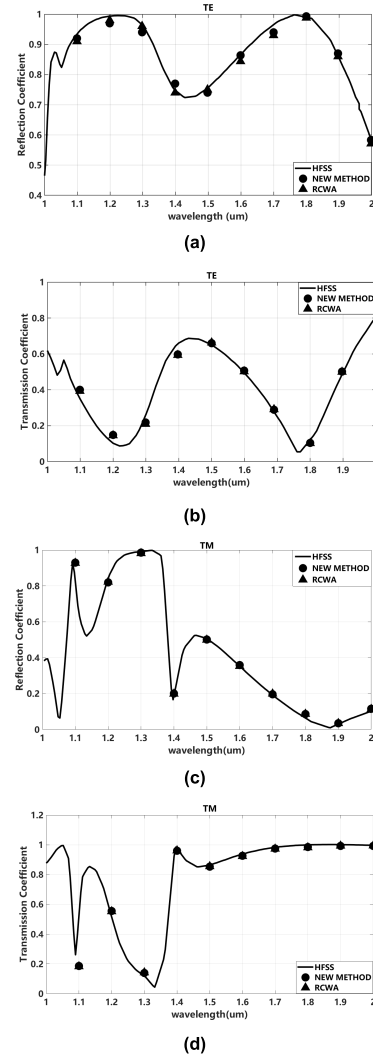 TE
Reflection Coefficient
1
0.9
0.8
0.7
0.6
0.5
0.4
HFSS
NEW METHOD
RCWA
1 1.1 1.2 1.3 1.4 1.5 1.6 1.7 1.8 1.9 2
wavelength (um)
(a)
TE
Transmission Coefficient
1
0.8
0.6
0.4
0.2
0
HFSS
NEW METHOD
RCWA
1 1.1 1.2 1.3 1.4 1.5 1.6 1.7 1.8 1.9
wavelength(um)
(b)
TM
Reflection Coefficient
1
0.8
0.6
0.4
0.2
0
HFSS
NEW METHOD
RCWA
1 1.1 1.2 1.3 1.4 1.5 1.6 1.7 1.8 1.9 2
wavelength(um)
(c)
TM
Transmission Coefficient
1.2
1
0.8
0.6
0.4
0.2
0
HFSS
NEW METHOD
RCWA
1 1.1 1.2 1.3 1.4 1.5 1.6 1.7 1.8 1.9 2
wavelength(um)
(d)